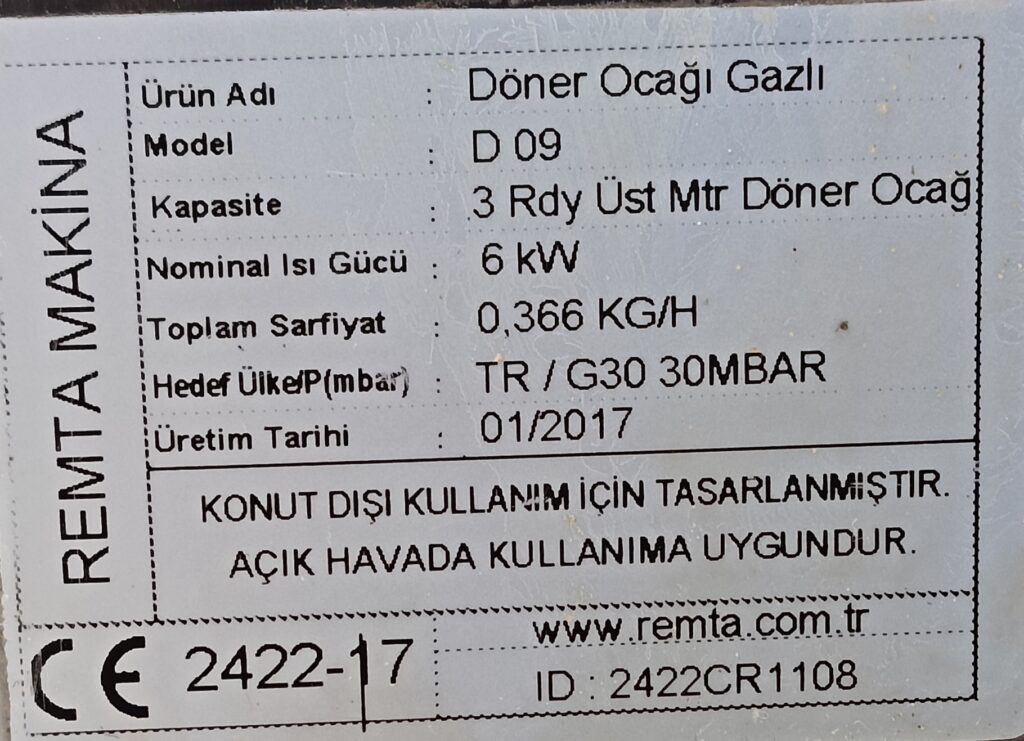 REMTA MAKİNA
Ürün Adı : Döner Ocağı Gazlı
Model : D 09
Kapasite : 3 Rdy Üst Mtr Döner Ocağ
Nominal Isı Gücü : 6 kW
Toplam Sarfiyat : 0,366 KG/H
Hedef Ülke/P(mbar) : TR / G30 30MBAR
Üretim Tarihi : 01/2017
KONUT DIŞI KULLANIM İÇİN TASARLANMIŞTIR.
AÇIK HAVADA KULLANIMA UYGUNDUR.
CE 2422-17
www.remta.com.tr
ID : 2422CR1108